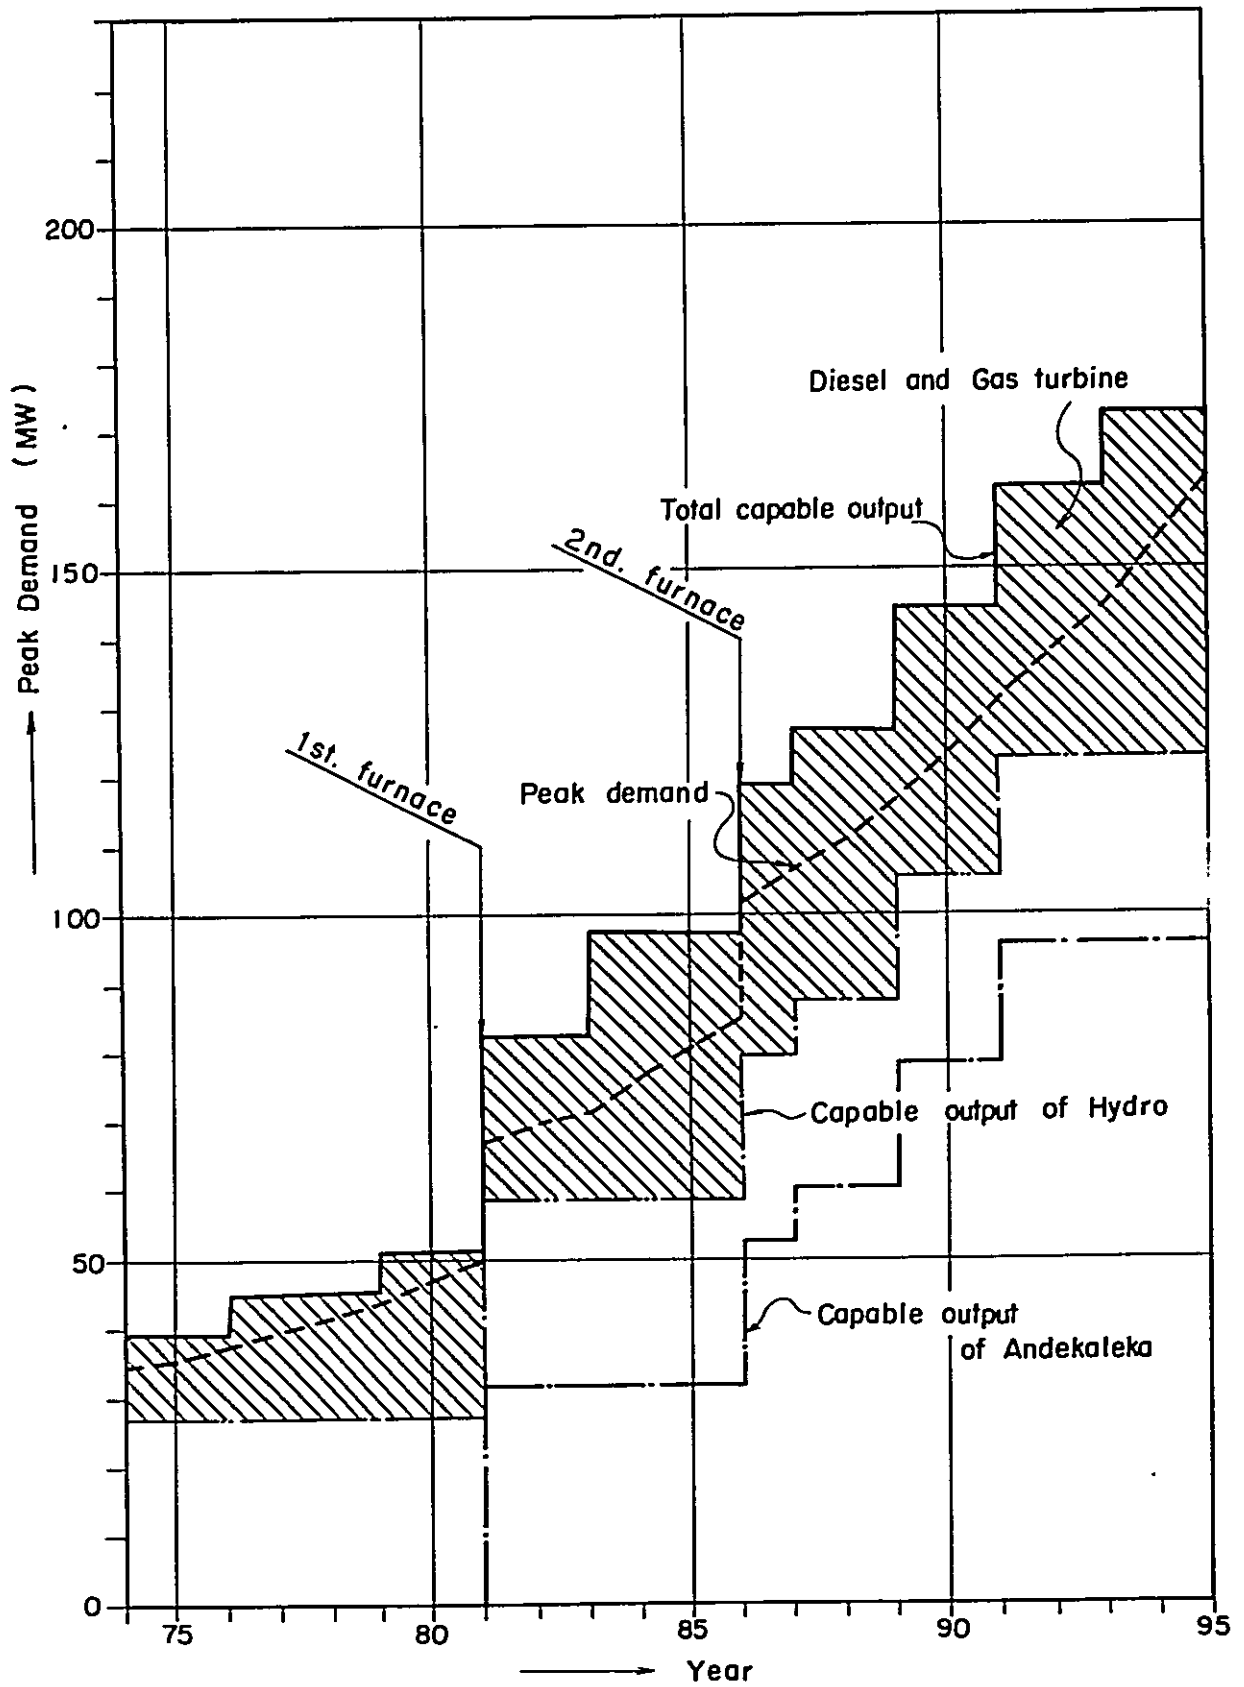 200
Diesel and Gas turbine
Peak Demand (MW)
Total capable output
2nd. furnace
150
1st. furnace
Peak demand
100
Capable output of Hydro
50
Capable output
of Andekaleka
0
75 80 85 90 95
Year